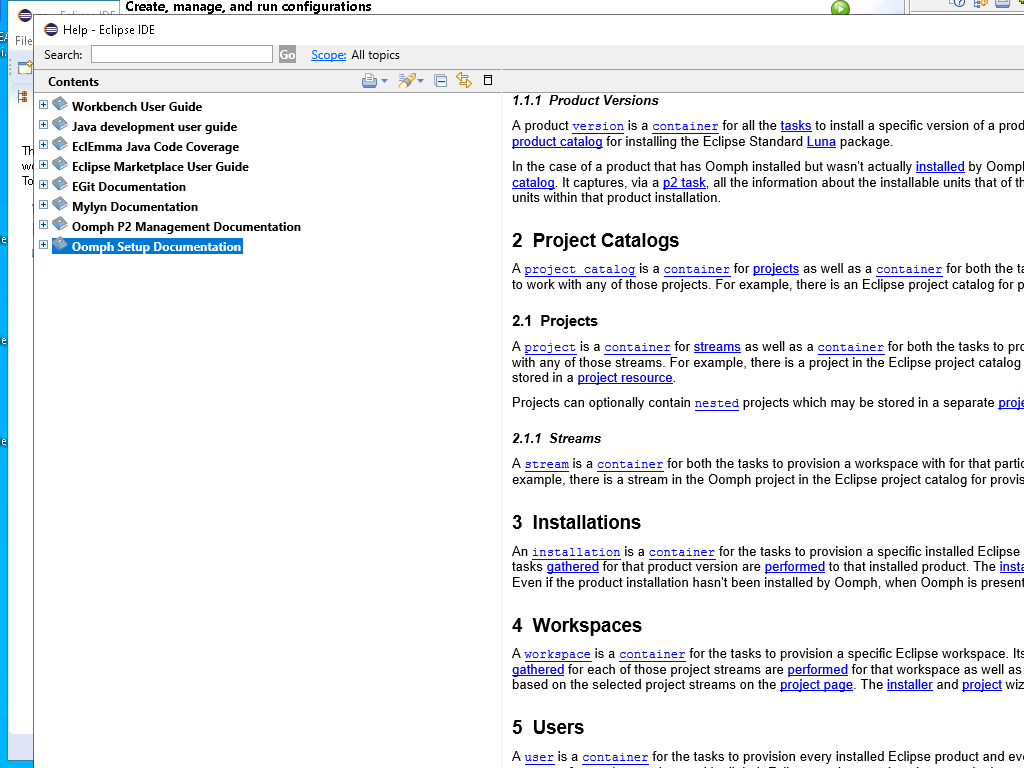 Create, manage, and run configurations
Help - Eclipse IDE
File
Search:
Go
Scope: All topics
Contents
Workbench User Guide
Java development user guide
EclEmma Java Code Coverage
Eclipse Marketplace User Guide
EGit Documentation
Mylyn Documentation
Oomph P2 Management Documentation
Oomph Setup Documentation
1.1.1 Product Versions
A product version is a container for all the tasks to install a specific version of a prod
product catalog for installing the Eclipse Standard Luna package.
In the case of a product that has Oomph installed but wasn't actually installed by Oomph
catalog. It captures, via a p2 task, all the information about the installable units that of th
units within that product installation.
2 Project Catalogs
A project catalog is a container for projects as well as a container for both the ta
to work with any of those projects. For example, there is an Eclipse project catalog for p
2.1 Projects
A project is a container for streams as well as a container for both the tasks to pro
with any of those streams. For example, there is a project in the Eclipse project catalog
stored in a project resource.
Projects can optionally contain nested projects which may be stored in a separate proje
2.1.1 Streams
A stream is a container for both the tasks to provision a workspace with for that partic
example, there is a stream in the Oomph project in the Eclipse project catalog for provis
3 Installations
An installation is a container for the tasks to provision a specific installed Eclipse
tasks gathered for that product version are performed to that installed product. The insta
Even if the product installation hasn't been installed by Oomph, when Oomph is present
4 Workspaces
A workspace is a container for the tasks to provision a specific Eclipse workspace. Its
gathered for each of those project streams are performed for that workspace as well as
based on the selected project streams on the project page. The installer and project wiz
5 Users
A user is a container for the tasks to provision every installed Eclipse product and eve